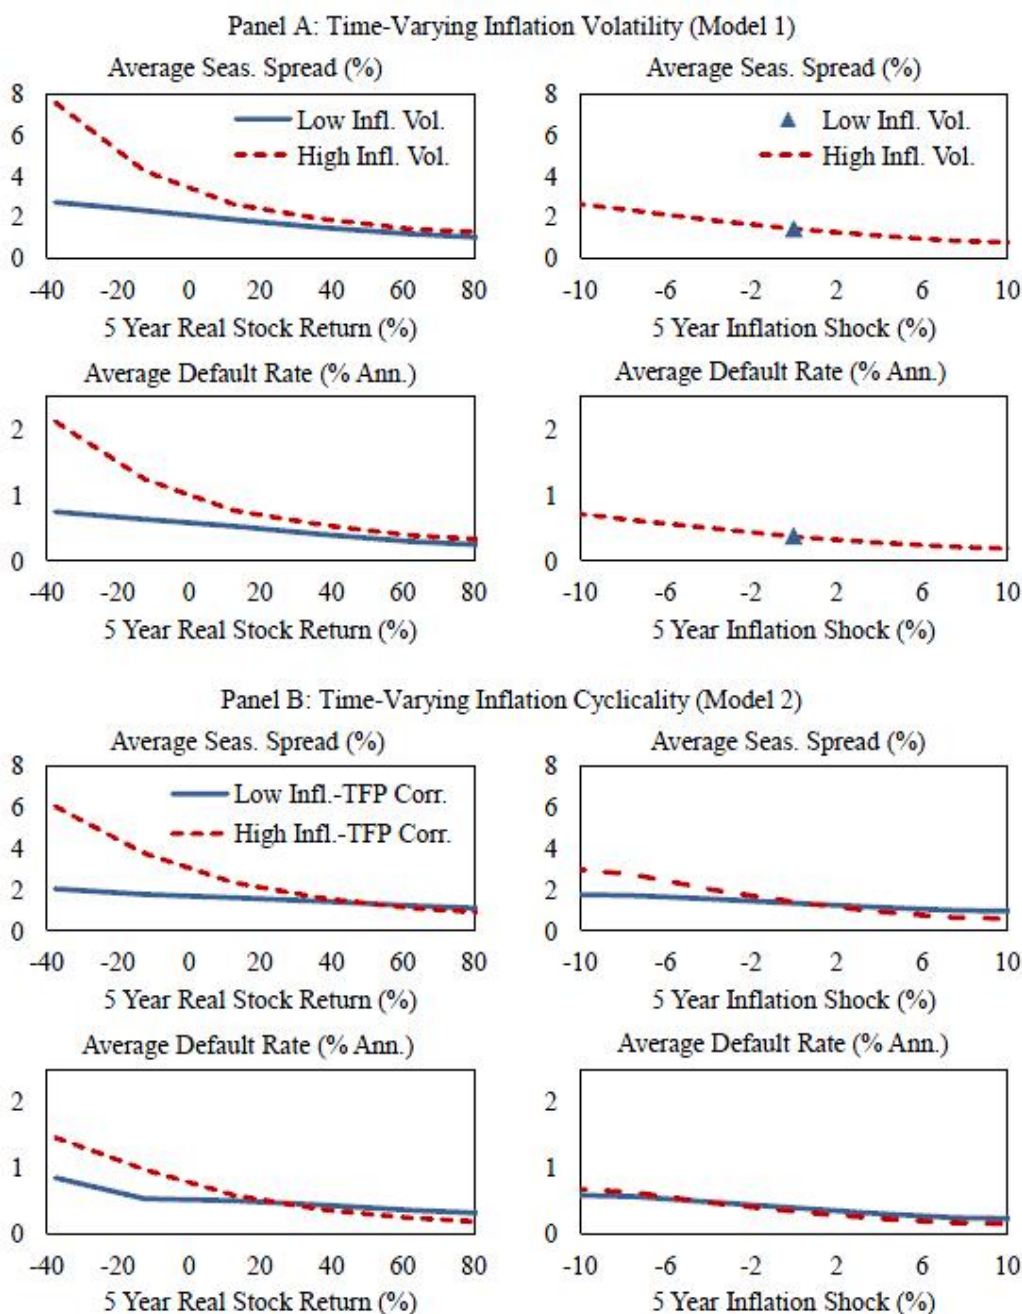 Panel A: Time-Varying Inflation Volatility (Model 1)
Average Seas. Spread (%)
8
6
4
2
0
Low Infl. Vol.
High Infl. Vol.
-40 -20 0 20 40 60 80
5 Year Real Stock Return (%)
Average Seas. Spread (%)
8
6
4
2
0
Low Infl. Vol.
High Infl. Vol.
-10 -6 -2 2 6 10
5 Year Inflation Shock (%)
Average Default Rate (% Ann.)
2
1
0
-40 -20 0 20 40 60 80
5 Year Real Stock Return (%)
Average Default Rate (% Ann.)
2
1
0
-10 -6 -2 2 6 10
5 Year Inflation Shock (%)
Panel B: Time-Varying Inflation Cyclicality (Model 2)
Average Seas. Spread (%)
8
6
4
2
0
Low Infl.-TFP Corr.
High Infl.-TFP Corr.
-40 -20 0 20 40 60 80
5 Year Real Stock Return (%)
Average Seas. Spread (%)
8
6
4
2
0
-10 -6 -2 2 6 10
5 Year Inflation Shock (%)
Average Default Rate (% Ann.)
2
1
0
-40 -20 0 20 40 60 80
5 Year Real Stock Return (%)
Average Default Rate (% Ann.)
2
1
0
-10 -6 -2 2 6 10
5 Year Inflation Shock (%)